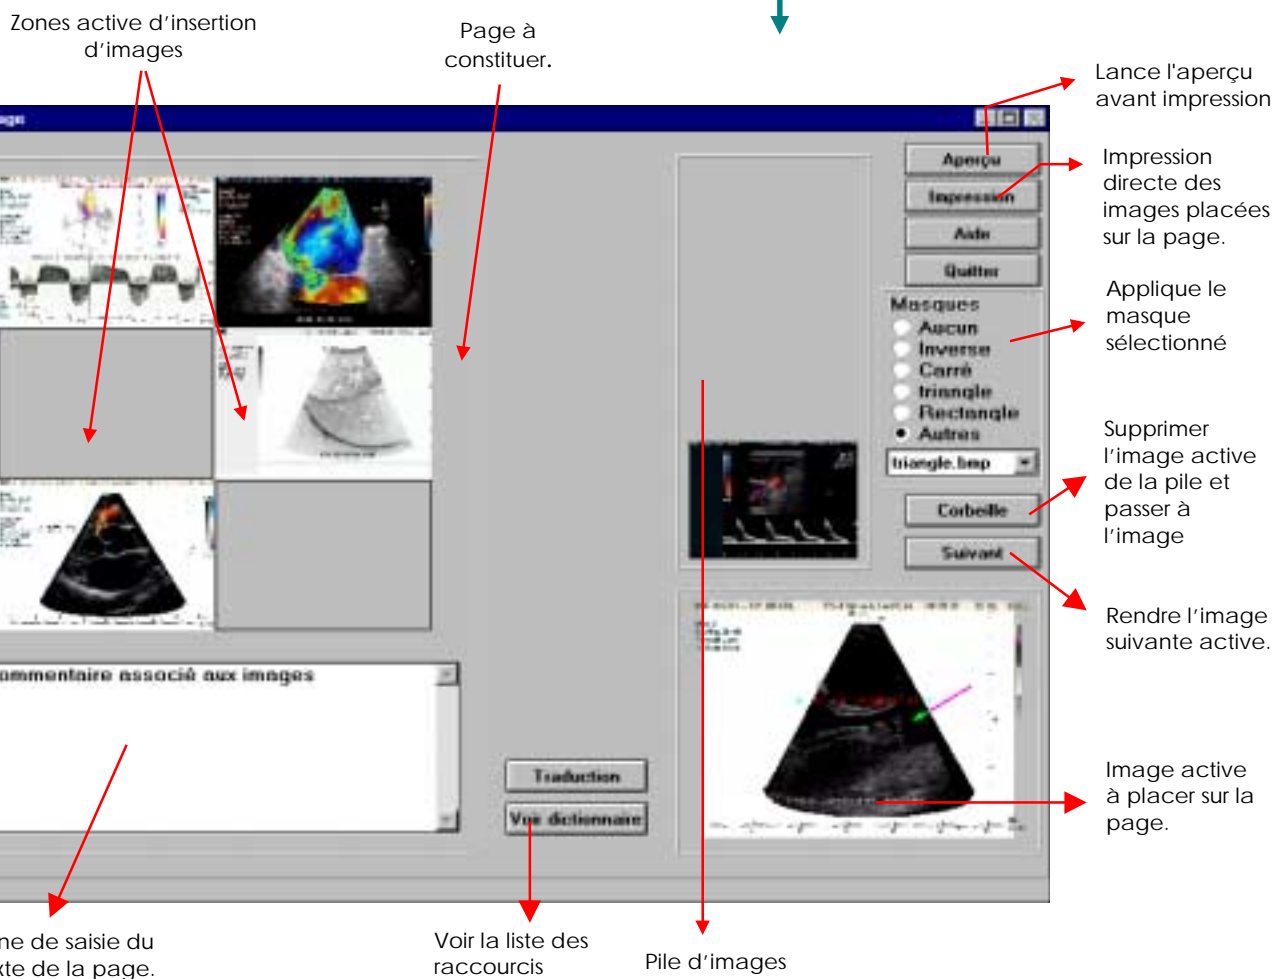 Zones active d’insertion
d’images
Page à
constituer.
Lance l'aperçu
avant impression
Impression
directe des
images placées
sur la page.
Applique le
masque
sélectionné
Supprimer
l’image active
de la pile et
passer à
l’image
Rendre l’image
suivante active.
Image active
à placer sur la
page.
age
Aperçu
Impression
Aide
Quitter
Masques
Aucun
Inverse
Carré
triangle
Rectangle
Autres
triangle.bmp
Corbeille
Suivant
ommentaire associé aux images
Traduction
Voir dictionnaire
ne de saisie du
xte de la page.
Voir la liste des
raccourcis
Pile d’images